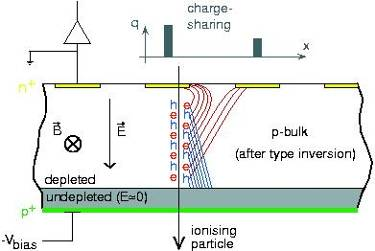 charge-
sharing
q
x
n+
h e
e h
h e
e h
h e
e h
h e
e h
B
E
p-bulk
(after type inversion)
depleted
undepleted (E≈0)
p+
-Vbias
ionising
particle